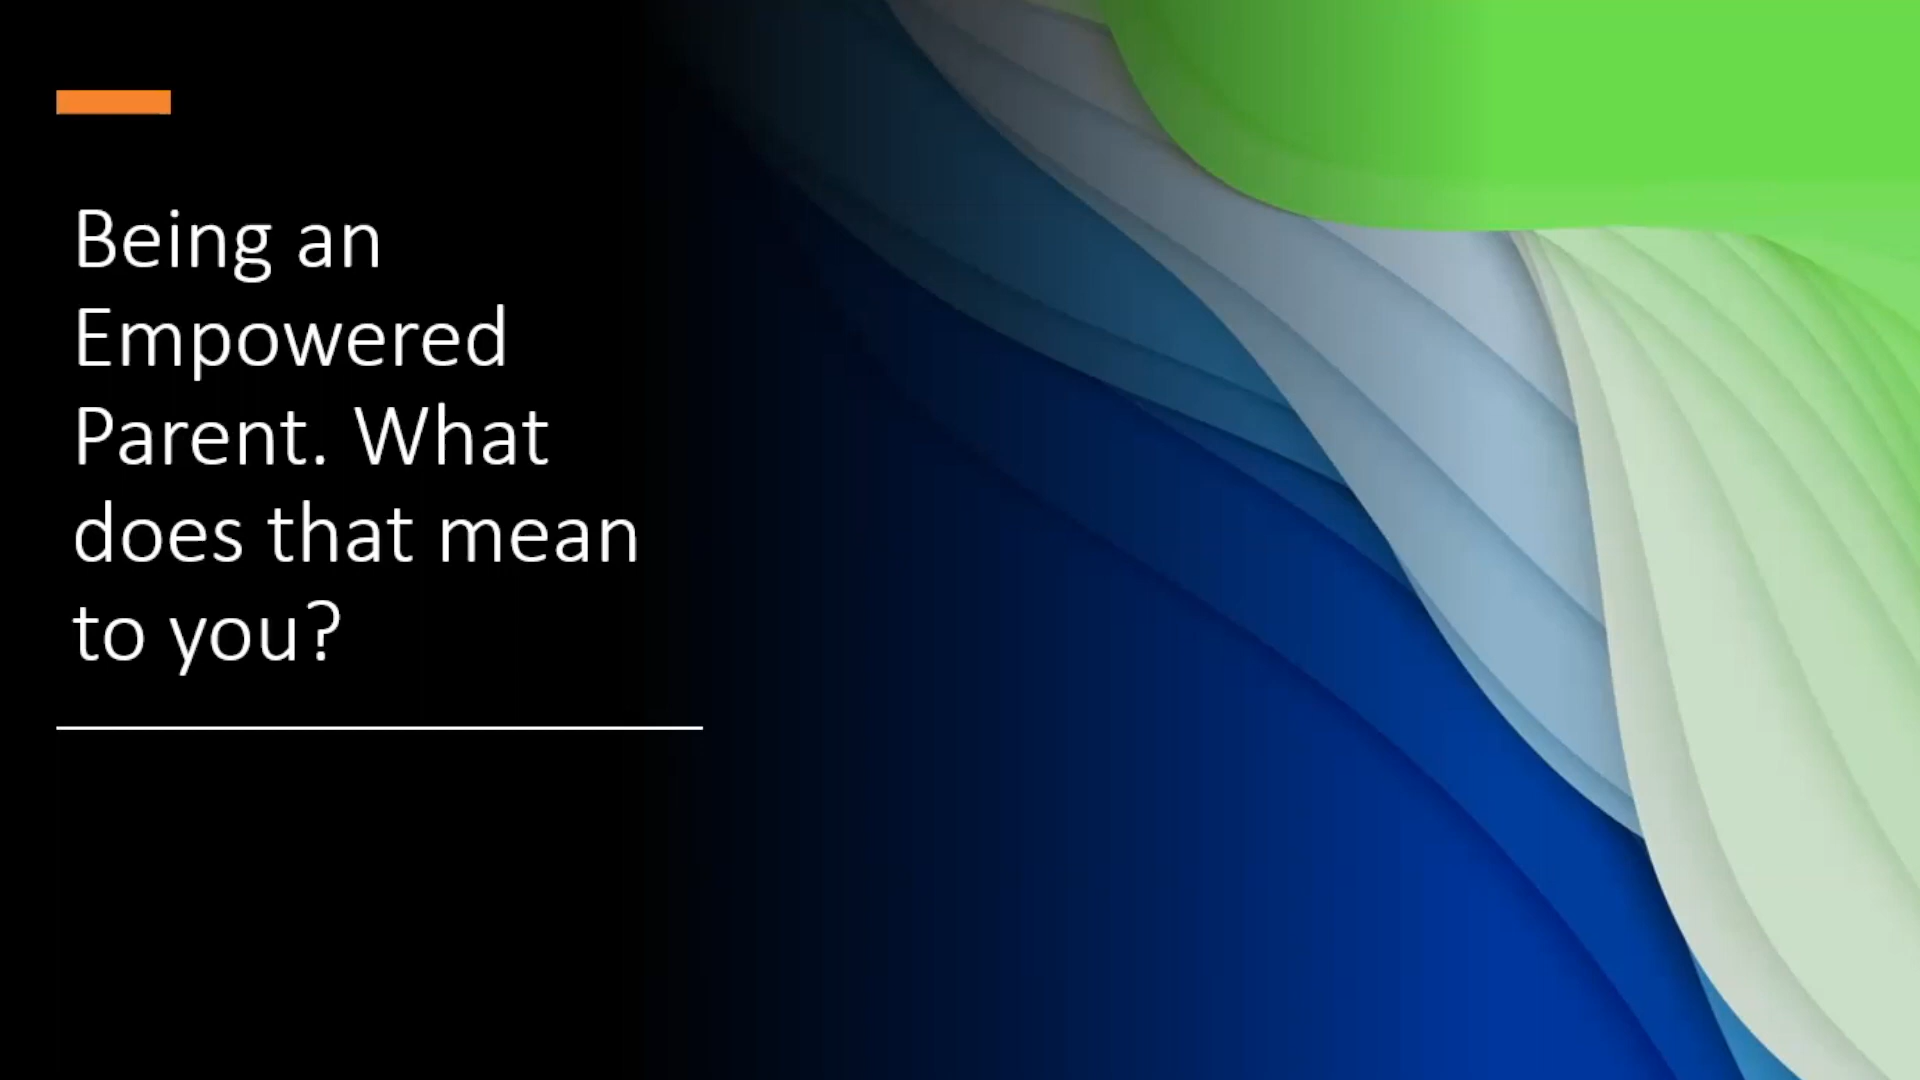 Being an
Empowered
Parent. What
does that mean
to you?